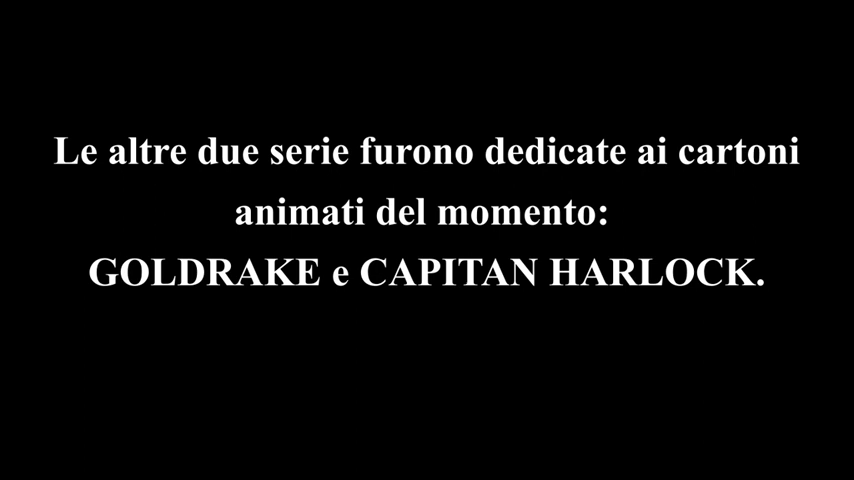 Le altre due serie furono dedicate ai cartoni
animati del momento:
GOLDRAKE e CAPITAN HARLOCK.